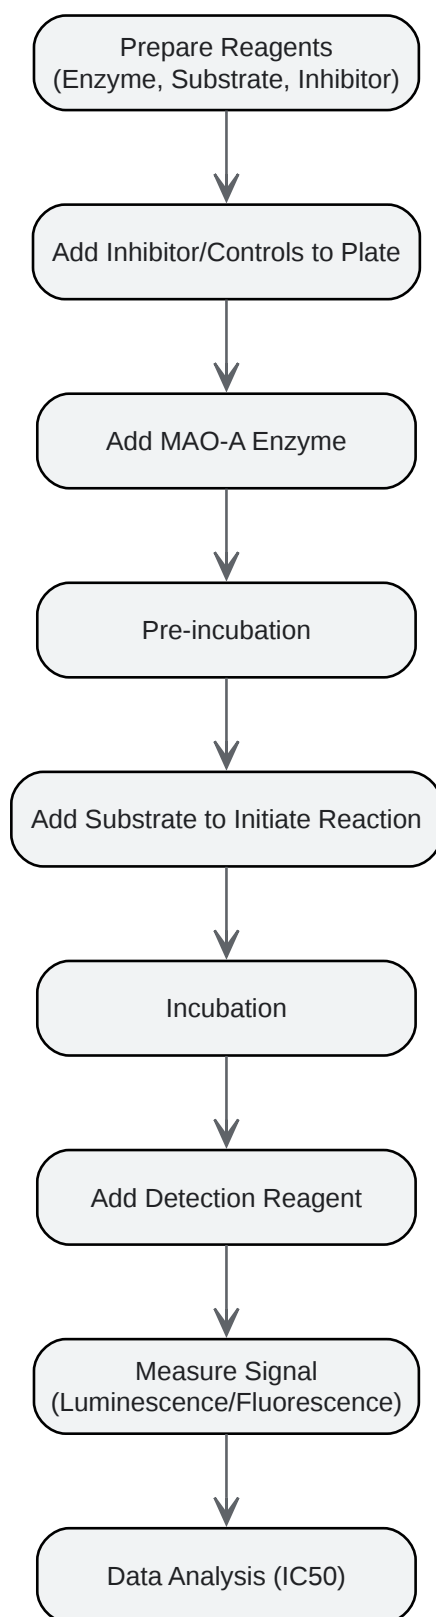 Prepare Reagents
(Enzyme, Substrate, Inhibitor)
Add Inhibitor/Controls to Plate
Add MAO-A Enzyme
Pre-incubation
Add Substrate to Initiate Reaction
Incubation
Add Detection Reagent
Measure Signal
(Luminescence/Fluorescence)
Data Analysis (IC50)